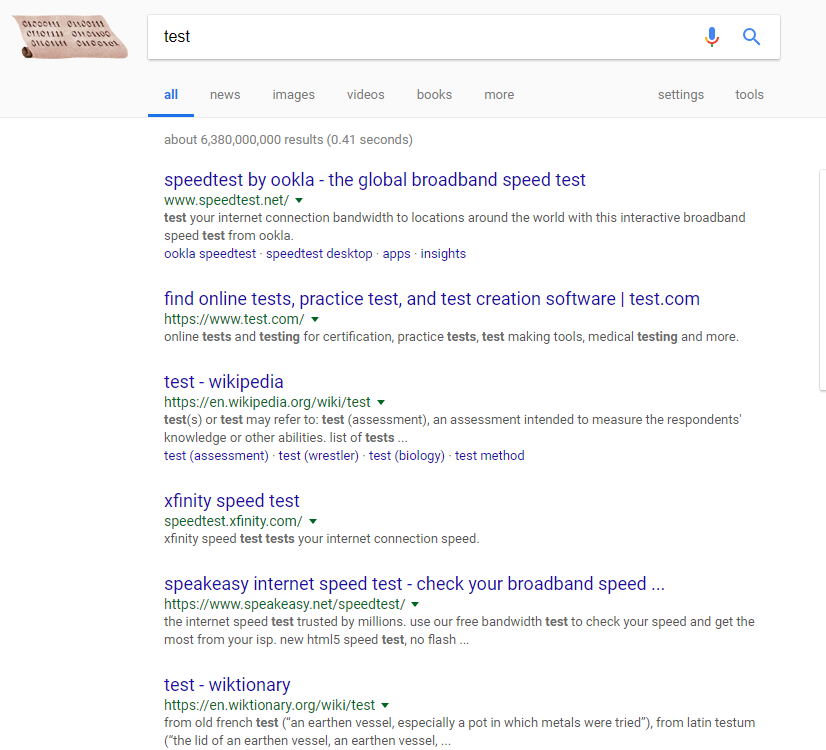 test
all news images videos books more settings tools
about 6,380,000,000 results (0.41 seconds)
speedtest by ookla - the global broadband speed test
www.speedtest.net/
test your internet connection bandwidth to locations around the world with this interactive broadband
speed test from ookla.
ookla speedtest · speedtest desktop · apps · insights
find online tests, practice test, and test creation software | test.com
https://www.test.com/
online tests and testing for certification, practice tests, test making tools, medical testing and more.
test - wikipedia
https://en.wikipedia.org/wiki/test
test(s) or test may refer to: test (assessment), an assessment intended to measure the respondents'
knowledge or other abilities. list of tests ...
test (assessment) · test (wrestler) · test (biology) · test method
xfinity speed test
speedtest.xfinity.com/
xfinity speed test tests your internet connection speed.
speakeasy internet speed test - check your broadband speed ...
https://www.speakeasy.net/speedtest/
the internet speed test trusted by millions. use our free bandwidth test to check your speed and get the
most from your isp. new html5 speed test, no flash ...
test - wiktionary
https://en.wiktionary.org/wiki/test
from old french test (“an earthen vessel, especially a pot in which metals were tried”), from latin testum
(“the lid of an earthen vessel, an earthen vessel, ...